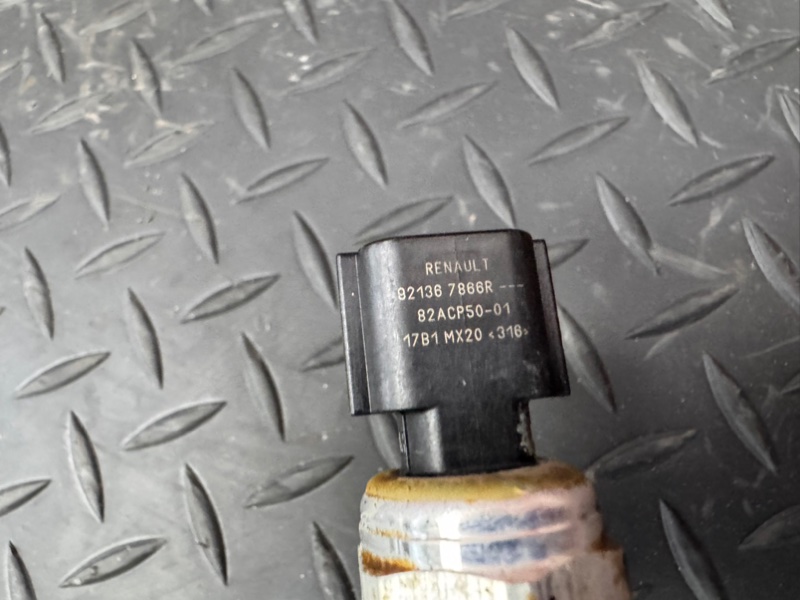 RENAULT
92136 7866R ---
82ACP50-01
17B1 MX20 <316>